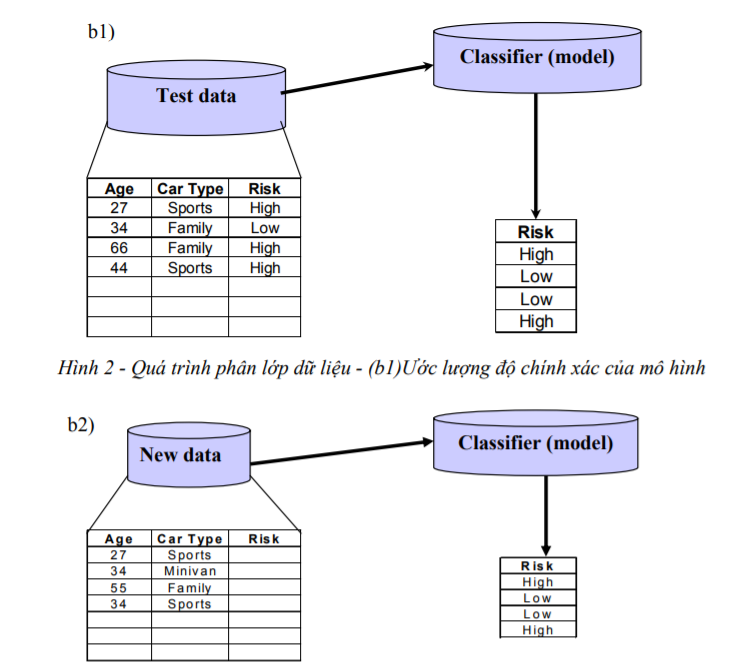 b1)
Classifier (model)
Test data
Age Car Type Risk
27 Sports High
34 Family Low
66 Family High
44 Sports High
Risk
High
Low
Low
High
Hình 2 - Quá trình phân lớp dữ liệu - (b1)Ước lượng độ chính xác của mô hình
b2)
Classifier (model)
New data
Age Car Type Risk
27 Sports
34 Minivan
55 Family
34 Sports
Risk
High
Low
Low
High